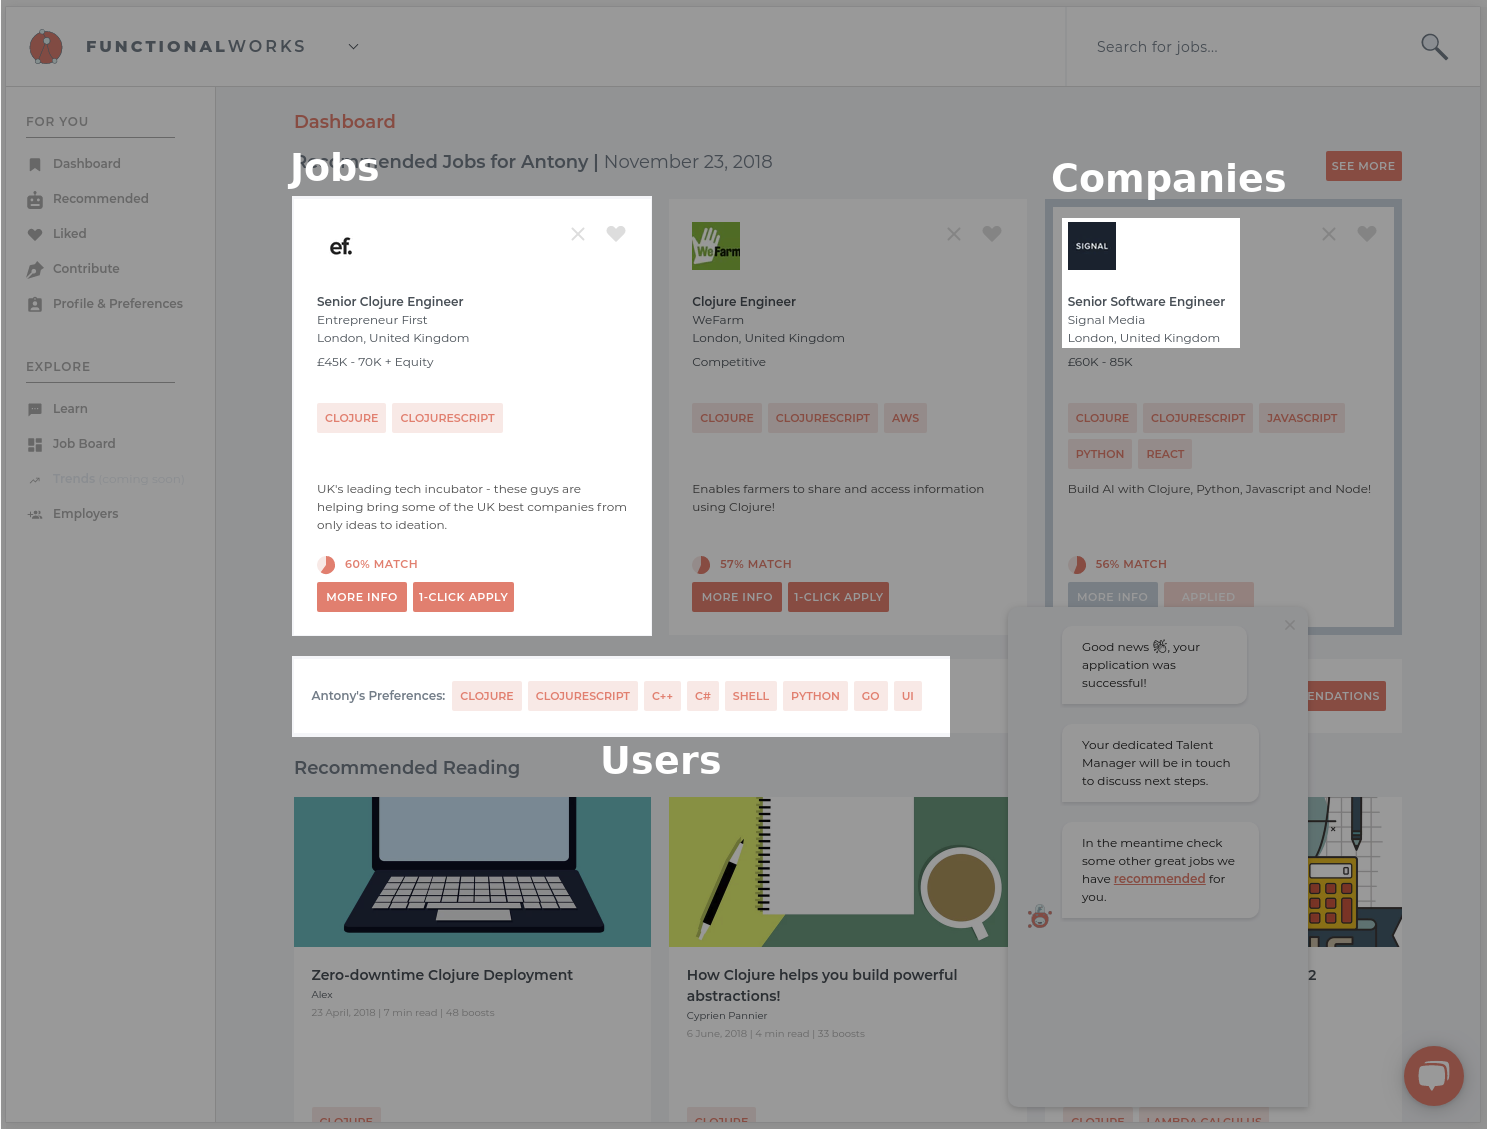 FUNCTIONALWORKS
Search for jobs...
FOR YOU
Dashboard
Recommended
Liked
Contribute
Profile & Preferences
EXPLORE
Learn
Job Board
Trends (coming soon)
Employers
Dashboard
Recommended Jobs for Antony | November 23, 2018
SEE MORE
Jobs
Companies
ef.
Senior Clojure Engineer
Entrepreneur First
London, United Kingdom
£45K - 70K + Equity
CLOJURE CLOJURESCRIPT
UK's leading tech incubator - these guys are
helping bring some of the UK best companies from
only ideas to ideation.
60% MATCH
MORE INFO 1-CLICK APPLY
WeFarm
Clojure Engineer
WeFarm
London, United Kingdom
Competitive
CLOJURE CLOJURESCRIPT AWS
Enables farmers to share and access information
using Clojure!
57% MATCH
MORE INFO 1-CLICK APPLY
SIGNAL
Senior Software Engineer
Signal Media
London, United Kingdom
£60K - 85K
CLOJURE CLOJURESCRIPT JAVASCRIPT
PYTHON REACT
Build AI with Clojure, Python, Javascript and Node!
56% MATCH
MORE INFO APPLIED
Antony's Preferences: CLOJURE CLOJURESCRIPT C++ C# SHELL PYTHON GO UI
Users
Good news , your
application was
successful!
Your dedicated Talent
Manager will be in touch
to discuss next steps.
In the meantime check
some other great jobs we
have recommended for
you.
Recommended Reading
Zero-downtime Clojure Deployment
Alex
23 April, 2018 | 7 min read | 48 boosts
CLOJURE
How Clojure helps you build powerful
abstractions!
Cyprien Pannier
6 June, 2018 | 4 min read | 33 boosts
CLOJURE
2
CLOJURE LAMBDA CALCULUS